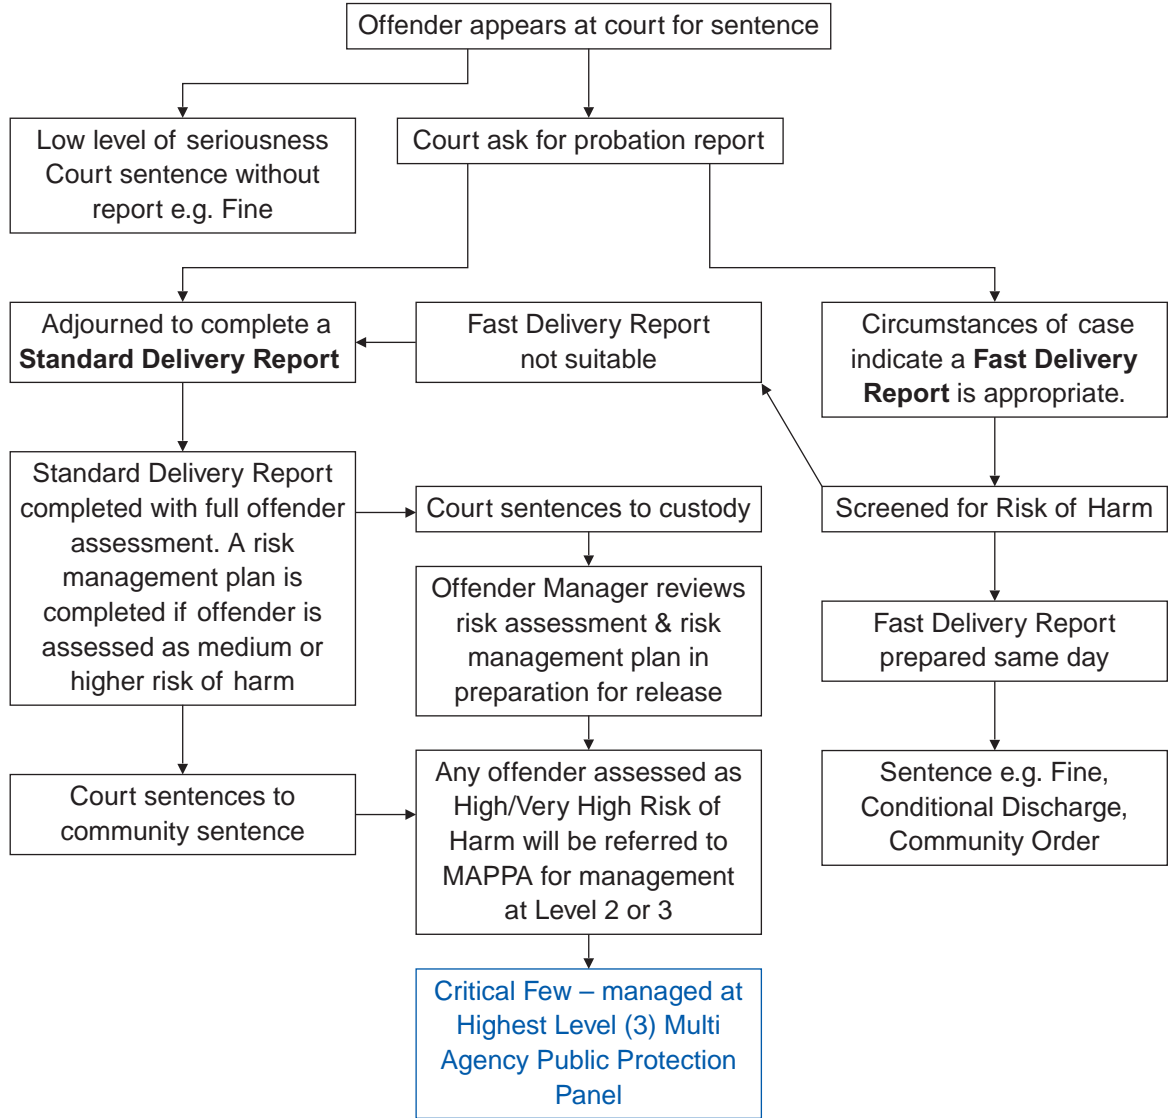 Offender appears at court for sentence
Low level of seriousness
Court sentence without
report e.g. Fine
Court ask for probation report
Adjourned to complete a
Standard Delivery Report
Fast Delivery Report
not suitable
Circumstances of case
indicate a Fast Delivery
Report is appropriate.
Standard Delivery Report
completed with full offender
assessment. A risk
management plan is
completed if offender is
assessed as medium or
higher risk of harm
Court sentences to custody
Screened for Risk of Harm
Offender Manager reviews
risk assessment & risk
management plan in
preparation for release
Fast Delivery Report
prepared same day
Court sentences to
community sentence
Any offender assessed as
High/Very High Risk of
Harm will be referred to
MAPPA for management
at Level 2 or 3
Sentence e.g. Fine,
Conditional Discharge,
Community Order
Critical Few – managed at
Highest Level (3) Multi
Agency Public Protection
Panel